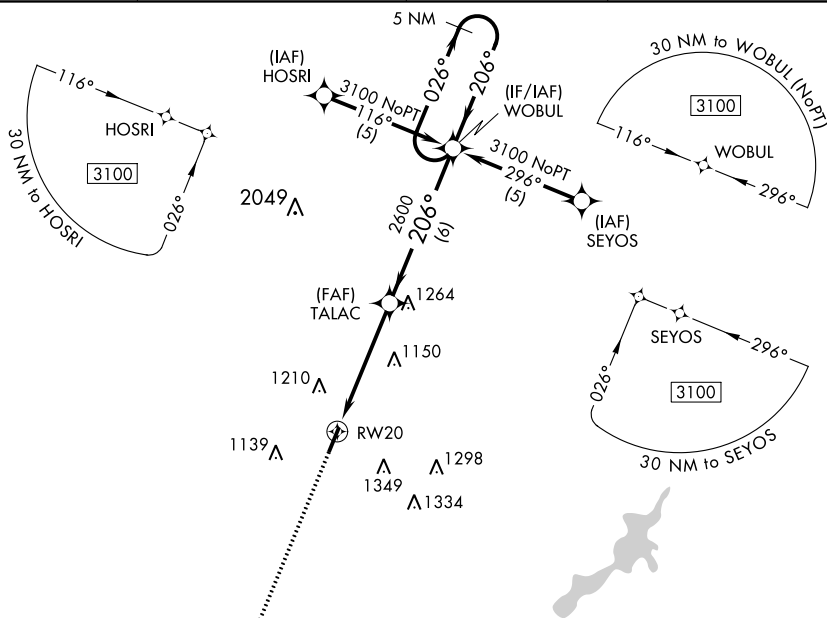 5 NM
026°
206°
(IAF)
HOSRI
3100 NoPT
116°
(5)
(IF/IAF)
WOBUL
3100 NoPT
296°
(5)
(IAF)
SEYOS
116°
HOSRI
3100
026°
30 NM to HOSRI
30 NM to WOBUL (NoPT)
3100
116°
WOBUL
296°
2049
2600
206°
(6)
(FAF)
TALAC
1264
1150
1210
RW20
1139
1349
1298
1334
SEYOS
296°
026°
3100
30 NM to SEYOS